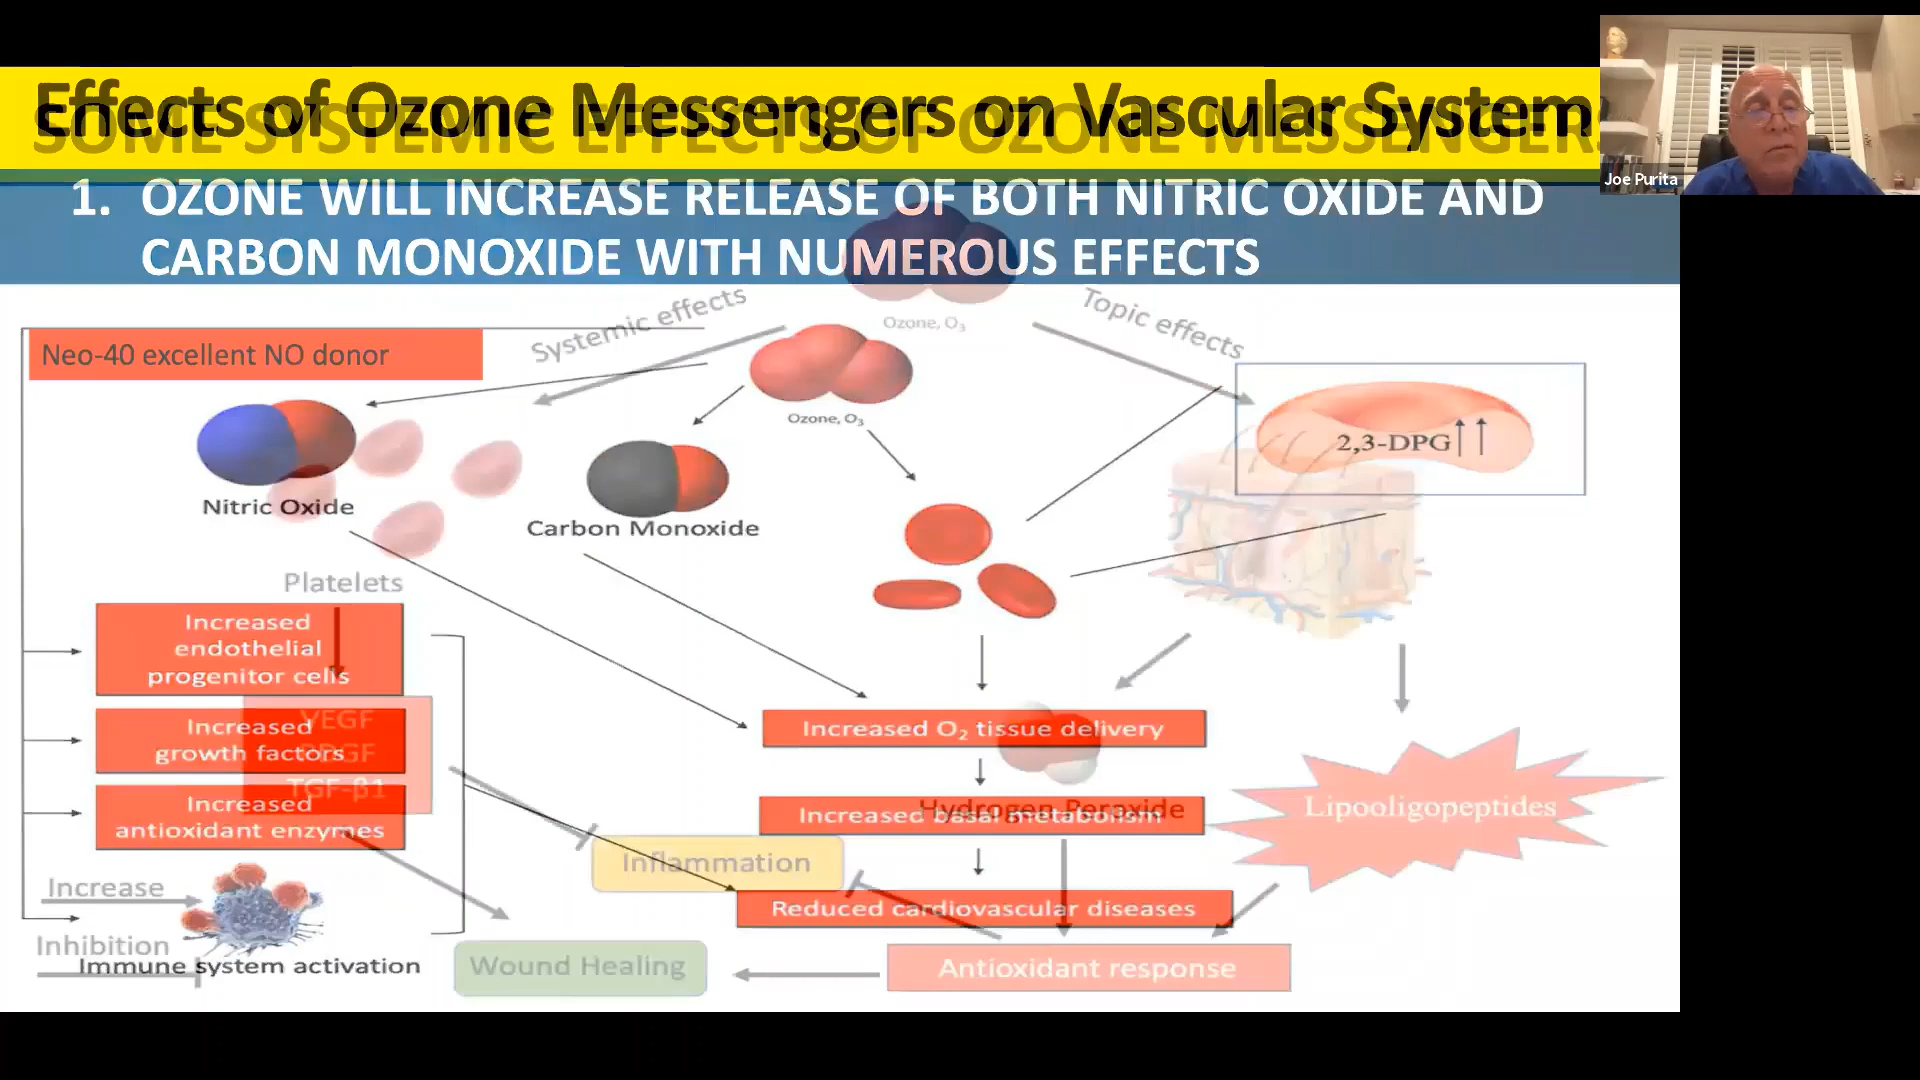 Effects of Ozone Messengers on Vascular System
SOME SYSTEMIC EFFECTS OF OZONE MESSENGERS
Joe Purita
1. OZONE WILL INCREASE RELEASE OF BOTH NITRIC OXIDE AND
CARBON MONOXIDE WITH NUMEROUS EFFECTS
Systemic effects
Ozone, O₃
Topic effects
Neo-40 excellent NO donor
Ozone, O₃
2,3-DPG
Nitric Oxide
Carbon Monoxide
Platelets
Increased
endothelial
progenitor cells
VEGF
PDGF
TGF-β1
Increased
growth factors
Increased
antioxidant enzymes
Increased O₂ tissue delivery
Hydrogen Peroxide
Increased basal metabolism
Lipooligopeptides
Inflammation
Reduced cardiovascular diseases
Increase
Inhibition
Immune system activation
Wound Healing
Antioxidant response